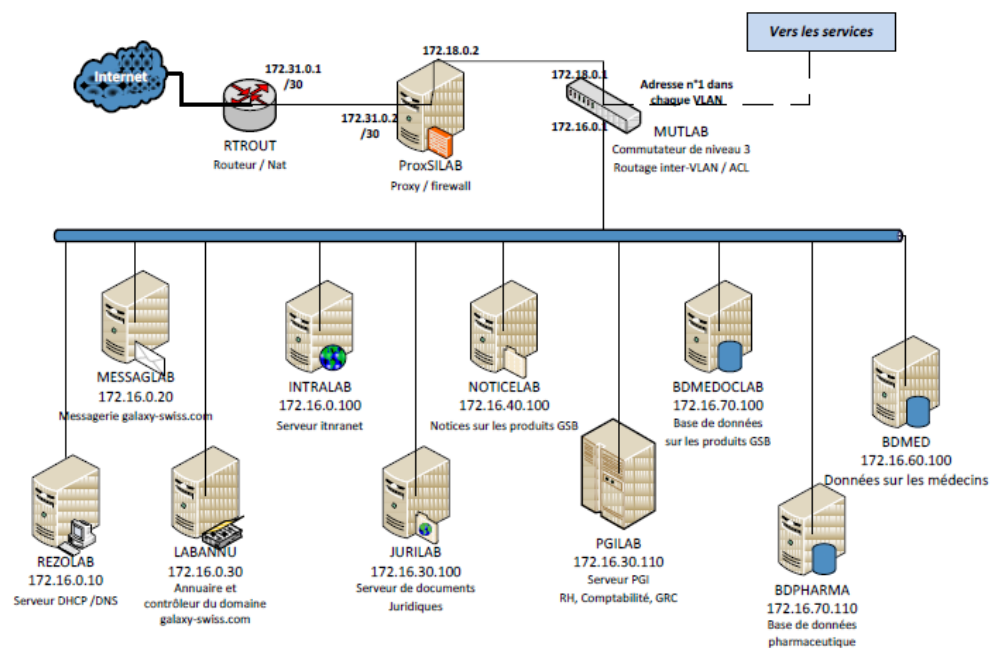 Vers les services
Internet
172.31.0.1
/30
172.18.0.2
172.18.0.1
Adresse n°1 dans
chaque VLAN
172.31.0.2
/30
172.16.0.1
RTROUT
Routeur / Nat
ProxSILAB
Proxy / firewall
MUTLAB
Commutateur de niveau 3
Routage inter-VLAN / ACL
MESSAGLAB
172.16.0.20
Messagerie galaxy-swiss.com
INTRALAB
172.16.0.100
Serveur itnranet
NOTICELAB
172.16.40.100
Notices sur les produits GSB
BDMEDOCLAB
172.16.70.100
Base de données
sur les produits GSB
BDMED
172.16.60.100
Données sur les médecins
REZOLAB
172.16.0.10
Serveur DHCP /DNS
LABANNU
172.16.0.30
Annuaire et
contrôleur du domaine
galaxy-swiss.com
JURILAB
172.16.30.100
Serveur de documents
Juridiques
PGILAB
172.16.30.110
Serveur PGI
RH, Comptabilité, GRC
BDPHARMA
172.16.70.110
Base de données
pharmaceutique